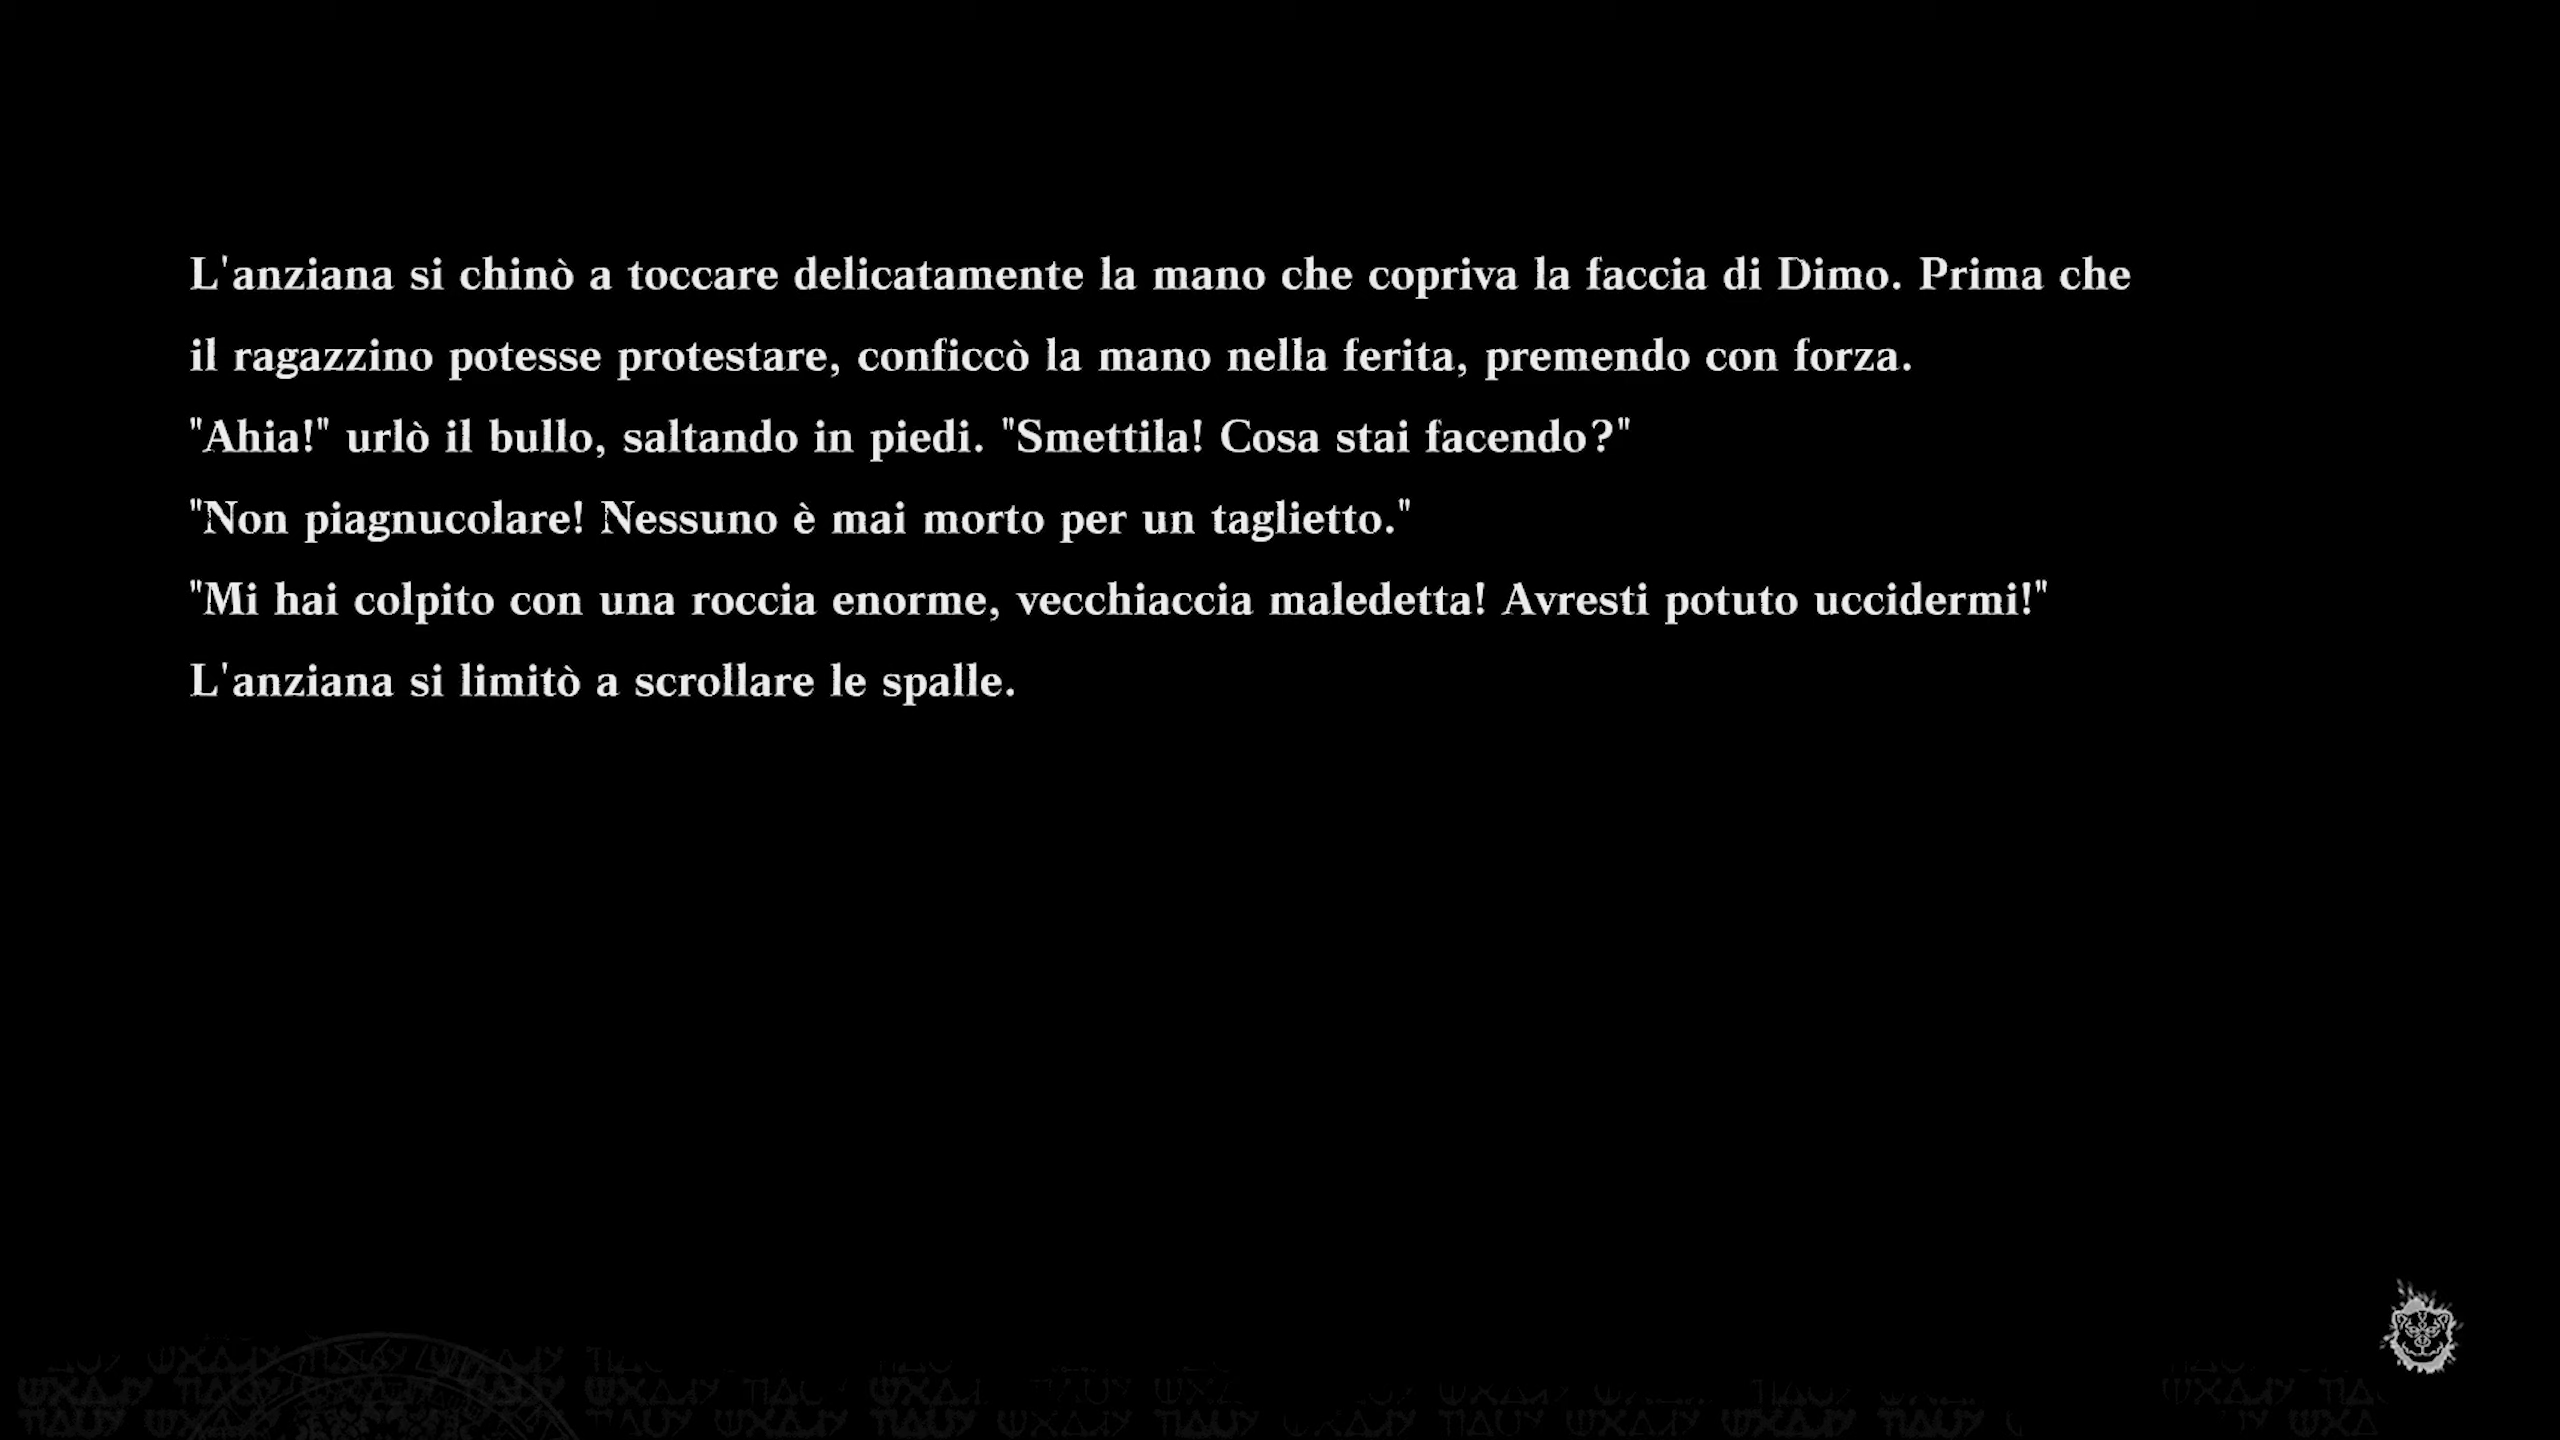 L'anziana si chinò a toccare delicatamente la mano che copriva la faccia di Dimo. Prima che
il ragazzino potesse protestare, conficcò la mano nella ferita, premendo con forza.
"Ahia!" urlò il bullo, saltando in piedi. "Smettila! Cosa stai facendo?"
"Non piagnucolare! Nessuno è mai morto per un taglietto."
"Mi hai colpito con una roccia enorme, vecchiaccia maledetta! Avresti potuto uccidermi!"
L'anziana si limitò a scrollare le spalle.